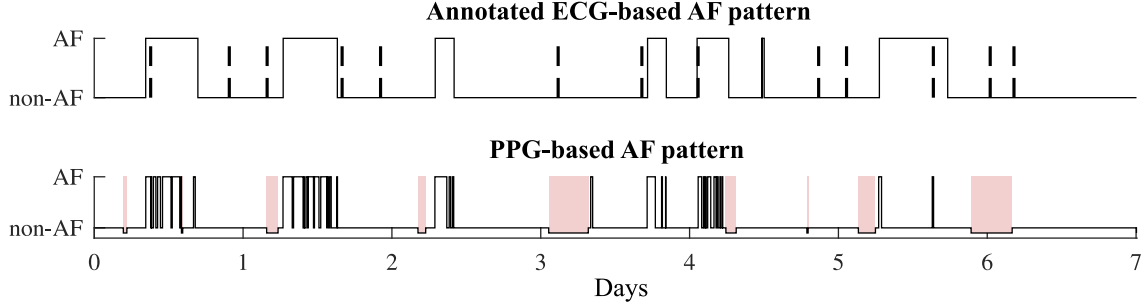 Annotated ECG-based AF pattern
AF
non-AF
PPG-based AF pattern
AF
non-AF
0 1 2 3 4 5 6 7
Days